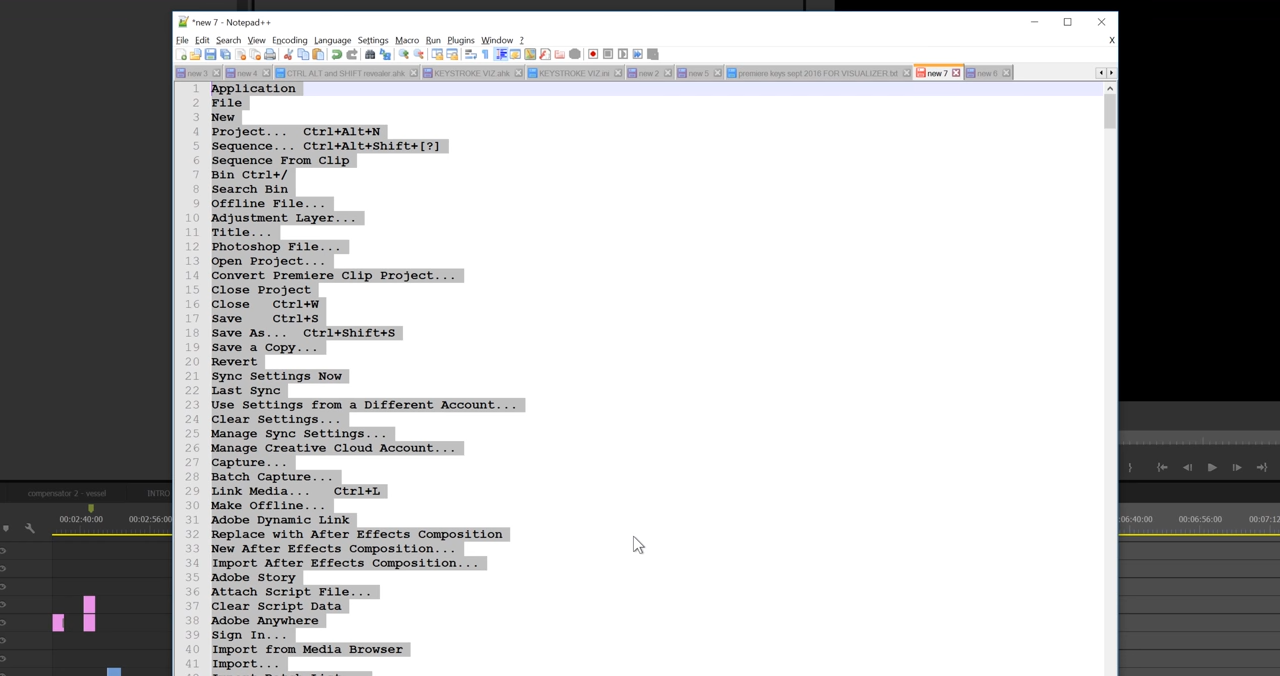 *new 7 - Notepad++
File Edit Search View Encoding Language Settings Macro Run Plugins Window ? X
new 3 new 4 CTRL ALT and SHIFT revealer.ahk KEYSTROKE VIZ.ahk KEYSTROKE VIZ.ini new 2 new 5 premiere keys sept 2016 FOR VISUALIZER.txt new 7 new 6
1 Application
2 File
3 New
4 Project... Ctrl+Alt+N
5 Sequence... Ctrl+Alt+Shift+[?]
6 Sequence From Clip
7 Bin Ctrl+/
8 Search Bin
9 Offline File...
10 Adjustment Layer...
11 Title...
12 Photoshop File...
13 Open Project...
14 Convert Premiere Clip Project...
15 Close Project
16 Close Ctrl+W
17 Save Ctrl+S
18 Save As... Ctrl+Shift+S
19 Save a Copy...
20 Revert
21 Sync Settings Now
22 Last Sync
23 Use Settings from a Different Account...
24 Clear Settings...
25 Manage Sync Settings...
26 Manage Creative Cloud Account...
27 Capture...
28 Batch Capture...
29 Link Media... Ctrl+L
30 Make Offline...
31 Adobe Dynamic Link
32 Replace with After Effects Composition
33 New After Effects Composition...
34 Import After Effects Composition...
35 Adobe Story
36 Attach Script File...
37 Clear Script Data
38 Adobe Anywhere
39 Sign In...
40 Import from Media Browser
41 Import...
compensator 2 - vessel INTRO
00:02:40:00 00:02:56:00 :06:40:00 00:06:56:00 00:07:12